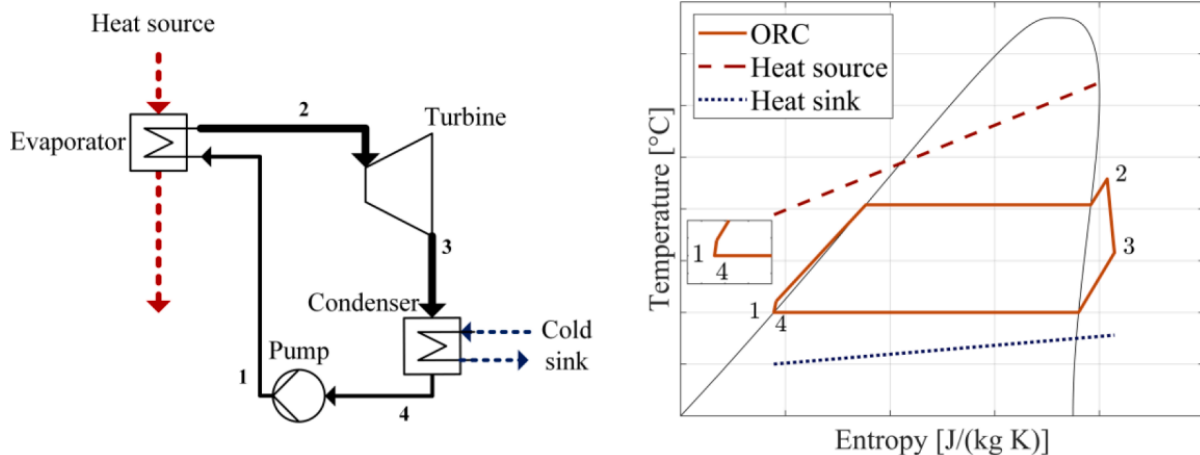 Heat source
2
Turbine
Evaporator
3
Condenser
Cold
sink
Pump
1
4
ORC
Heat source
Heat sink
Temperature [°C]
2
3
1
4
1
4
Entropy [J/(kg K)]